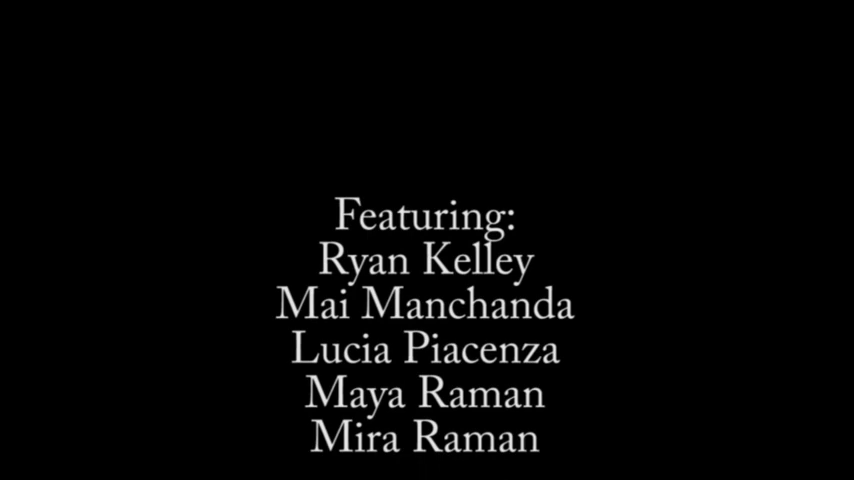 Featuring:
Ryan Kelley
Mai Manchanda
Lucia Piacenza
Maya Raman
Mira Raman